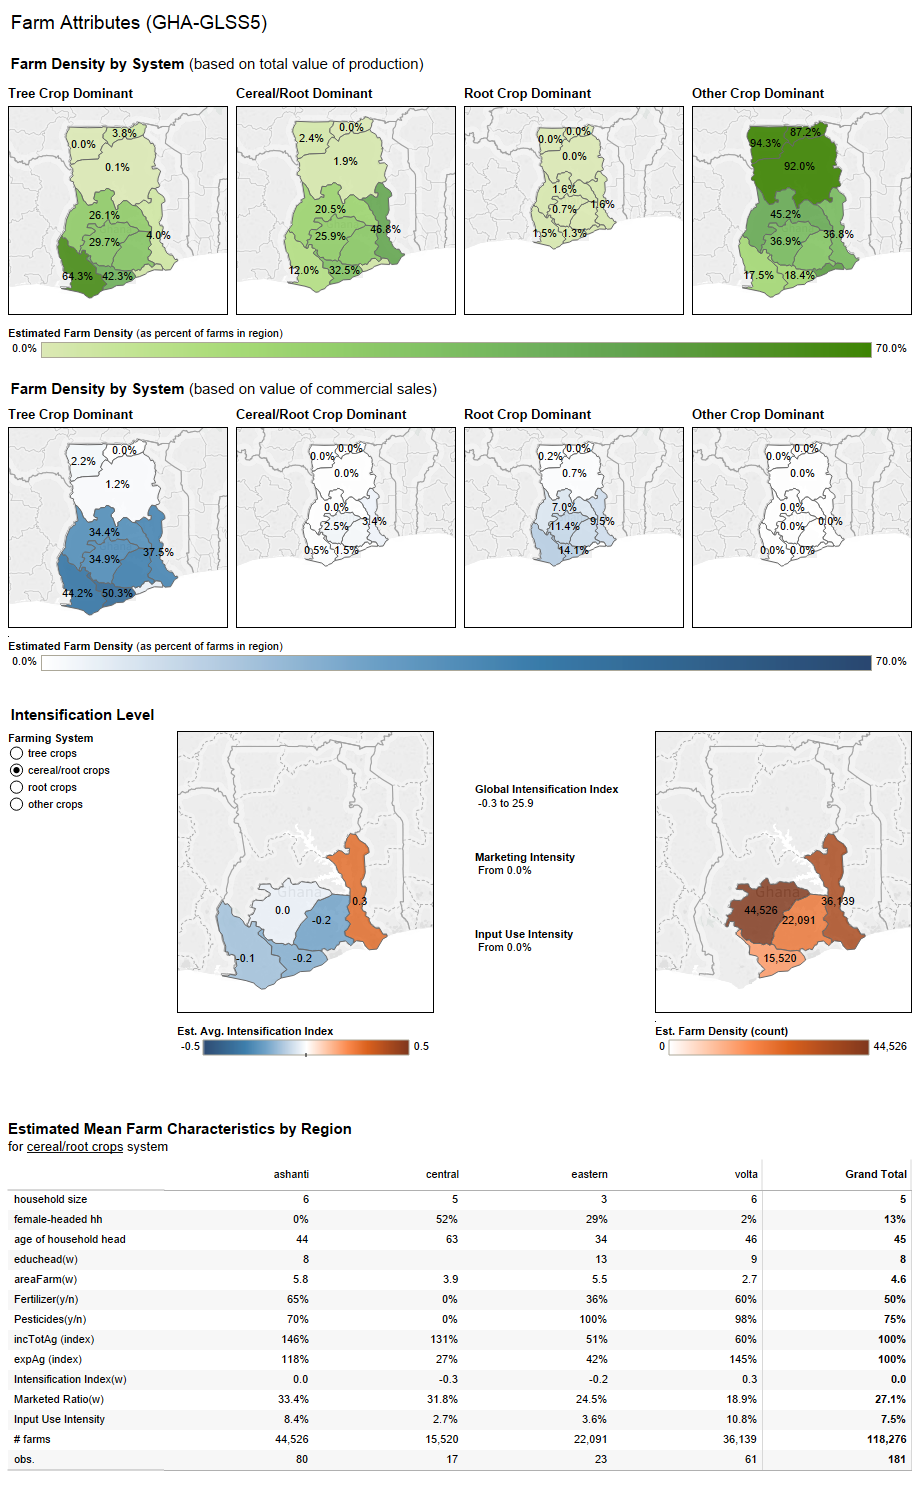 Farm Attributes (GHA-GLSS5)
Farm Density by System (based on total value of production)
Tree Crop Dominant
Cereal/Root Dominant
Root Crop Dominant
Other Crop Dominant
3.8%
0.0%
0.1%
26.1%
4.0%
29.7%
64.3% 42.3%
0.0%
2.4%
1.9%
20.5%
46.8%
25.9%
12.0% 32.5%
0.0%
0.0%
0.0%
1.6%
1.6%
0.7%
1.5% 1.3%
87.2%
94.3%
92.0%
45.2%
36.8%
36.9%
17.5% 18.4%
Estimated Farm Density (as percent of farms in region)
0.0% 70.0%
Farm Density by System (based on value of commercial sales)
Tree Crop Dominant
Cereal/Root Crop Dominant
Root Crop Dominant
Other Crop Dominant
0.0%
2.2%
1.2%
34.4%
37.5%
34.9%
44.2% 50.3%
0.0%
0.0%
0.0%
0.0%
3.4%
2.5%
0.5% 1.5%
0.0%
0.2%
0.7%
7.0%
9.5%
11.4%
14.1%
0.0%
0.0%
0.0%
0.0%
0.0%
0.0%
0.0% 0.0%
Estimated Farm Density (as percent of farms in region)
0.0% 70.0%
Intensification Level
Farming System
tree crops
cereal/root crops
root crops
other crops
Ghana
0.3
0.0
-0.2
-0.1 -0.2
Est. Avg. Intensification Index
-0.5 0.5
Global Intensification Index
-0.3 to 25.9
Marketing Intensity
From 0.0%
Input Use Intensity
From 0.0%
Ghana
36,139
44,526
22,091
15,520
Est. Farm Density (count)
0 44,526
Estimated Mean Farm Characteristics by Region
for cereal/root crops system
ashanti central eastern volta Grand Total
household size 6 5 3 6 5
female-headed hh 0% 52% 29% 2% 13%
age of household head 44 63 34 46 45
educhead(w) 8 13 9 8
areaFarm(w) 5.8 3.9 5.5 2.7 4.6
Fertilizer(y/n) 65% 0% 36% 60% 50%
Pesticides(y/n) 70% 0% 100% 98% 75%
incTotAg (index) 146% 131% 51% 60% 100%
expAg (index) 118% 27% 42% 145% 100%
Intensification Index(w) 0.0 -0.3 -0.2 0.3 0.0
Marketed Ratio(w) 33.4% 31.8% 24.5% 18.9% 27.1%
Input Use Intensity 8.4% 2.7% 3.6% 10.8% 7.5%
# farms 44,526 15,520 22,091 36,139 118,276
obs. 80 17 23 61 181